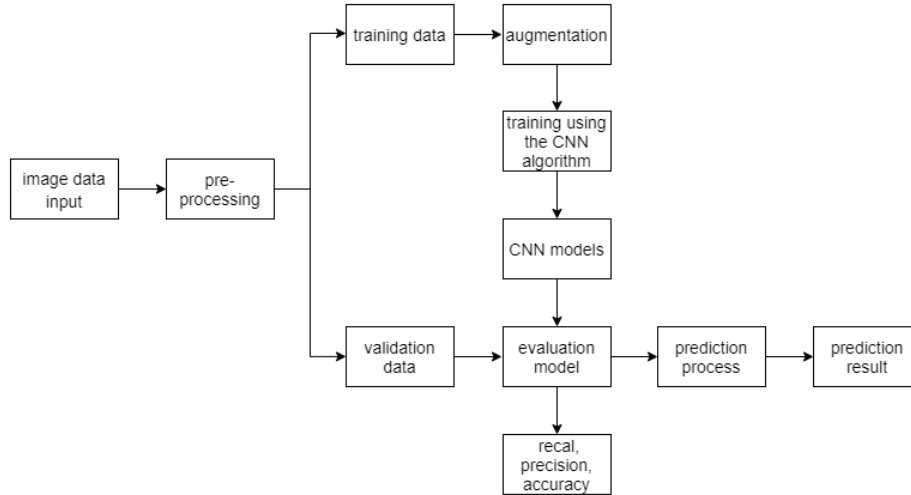 training data
augmentation
training using
the CNN
algorithm
image data
input
pre-
processing
CNN models
validation
data
evaluation
model
prediction
process
prediction
result
recal,
precision,
accuracy